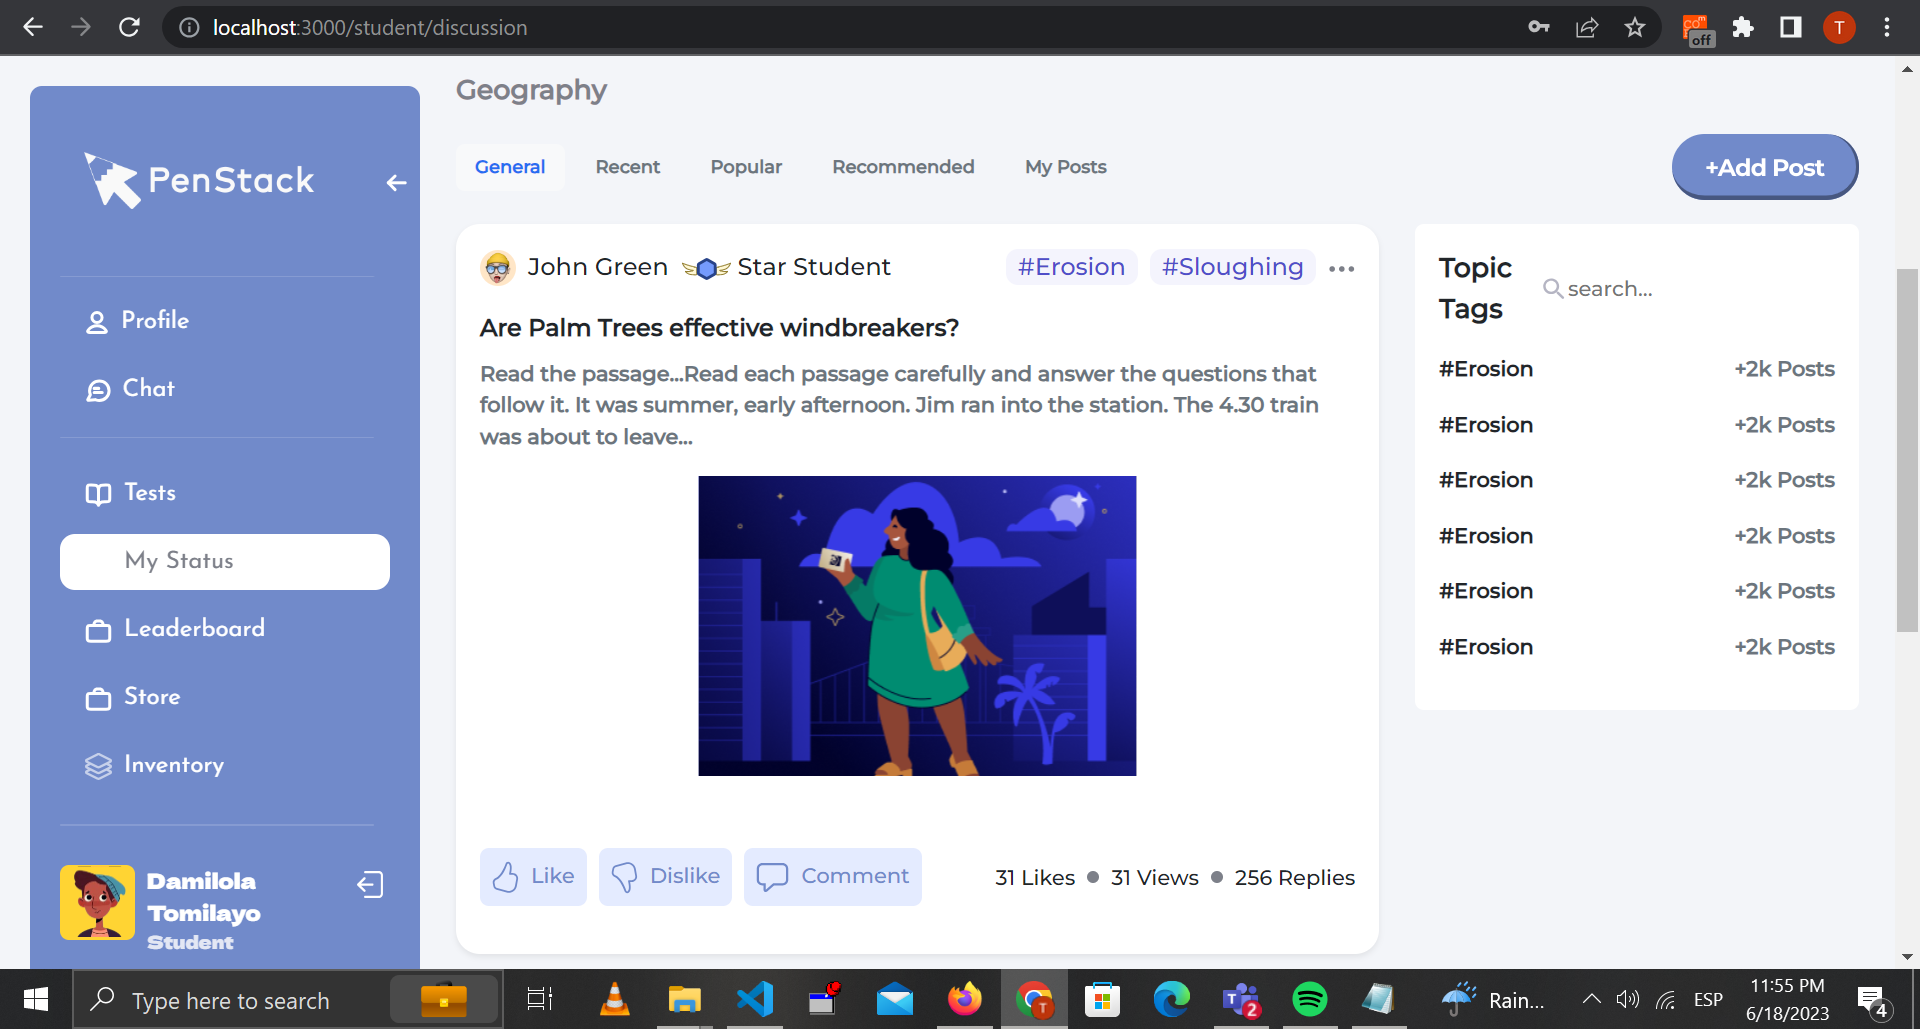 localhost:3000/student/discussion
off
T
PenStack
Profile
Chat
Tests
My Status
Leaderboard
Store
Inventory
Damilola
Tomilayo
Student
Geography
General
Recent
Popular
Recommended
My Posts
+Add Post
John Green
Star Student
#Erosion
#Sloughing
Are Palm Trees effective windbreakers?
Read the passage...Read each passage carefully and answer the questions that
follow it. It was summer, early afternoon. Jim ran into the station. The 4.30 train
was about to leave...
Like
Dislike
Comment
31 Likes
31 Views
256 Replies
Topic
Tags
search...
#Erosion +2k Posts
#Erosion +2k Posts
#Erosion +2k Posts
#Erosion +2k Posts
#Erosion +2k Posts
#Erosion +2k Posts
Type here to search
T
T
2
Rain...
ESP
11:55 PM
6/18/2023
4